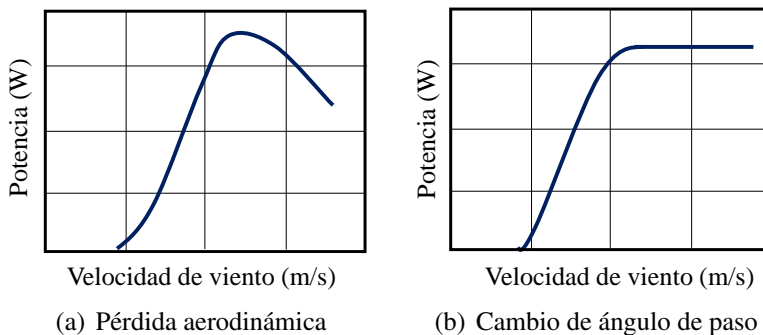 Potencia (W)
Velocidad de viento (m/s)
(a) Pérdida aerodinámica
Potencia (W)
Velocidad de viento (m/s)
(b) Cambio de ángulo de paso